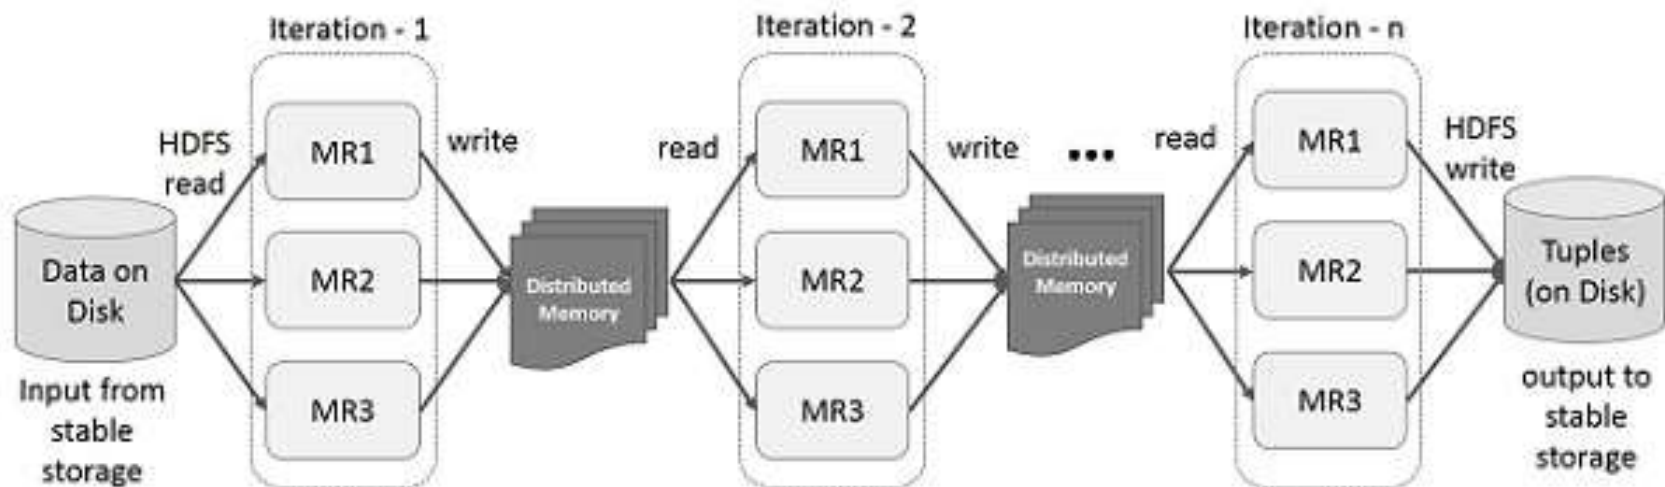 Iteration - 1
Iteration - 2
Iteration - n
HDFS
read
MR1
write
read
MR1
write
...
read
MR1
HDFS
write
Data on
Disk
MR2
Distributed
Memory
MR2
Distributed
Memory
MR2
Tuples
(on Disk)
Input from
stable
storage
MR3
MR3
MR3
output to
stable
storage